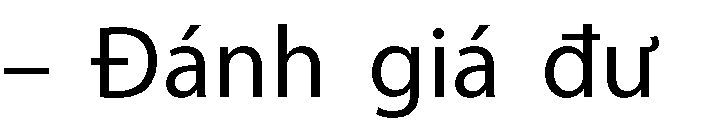 – Đánh giá đư